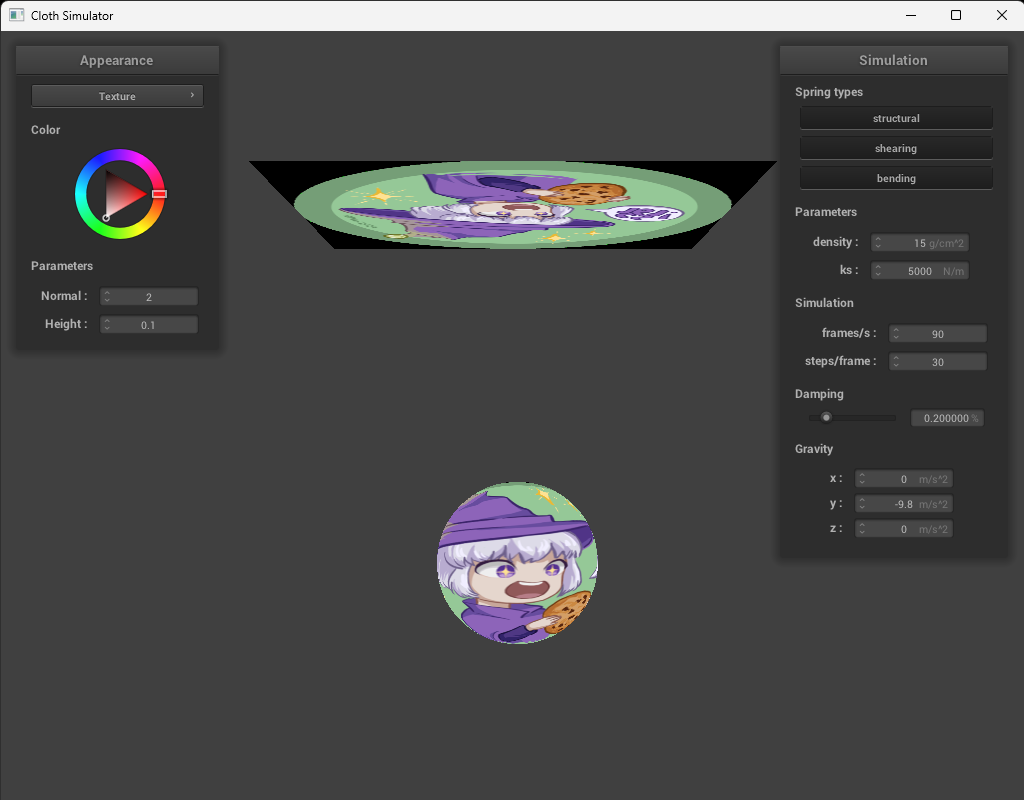 Cloth Simulator
Appearance
Texture
Color
Parameters
Normal : 2
Height : 0.1
Simulation
Spring types
structural
shearing
bending
Parameters
density : 15 g/cm^2
ks : 5000 N/m
Simulation
frames/s : 90
steps/frame : 30
Damping
0.200000 %
Gravity
x : 0 m/s^2
y : -9.8 m/s^2
z : 0 m/s^2